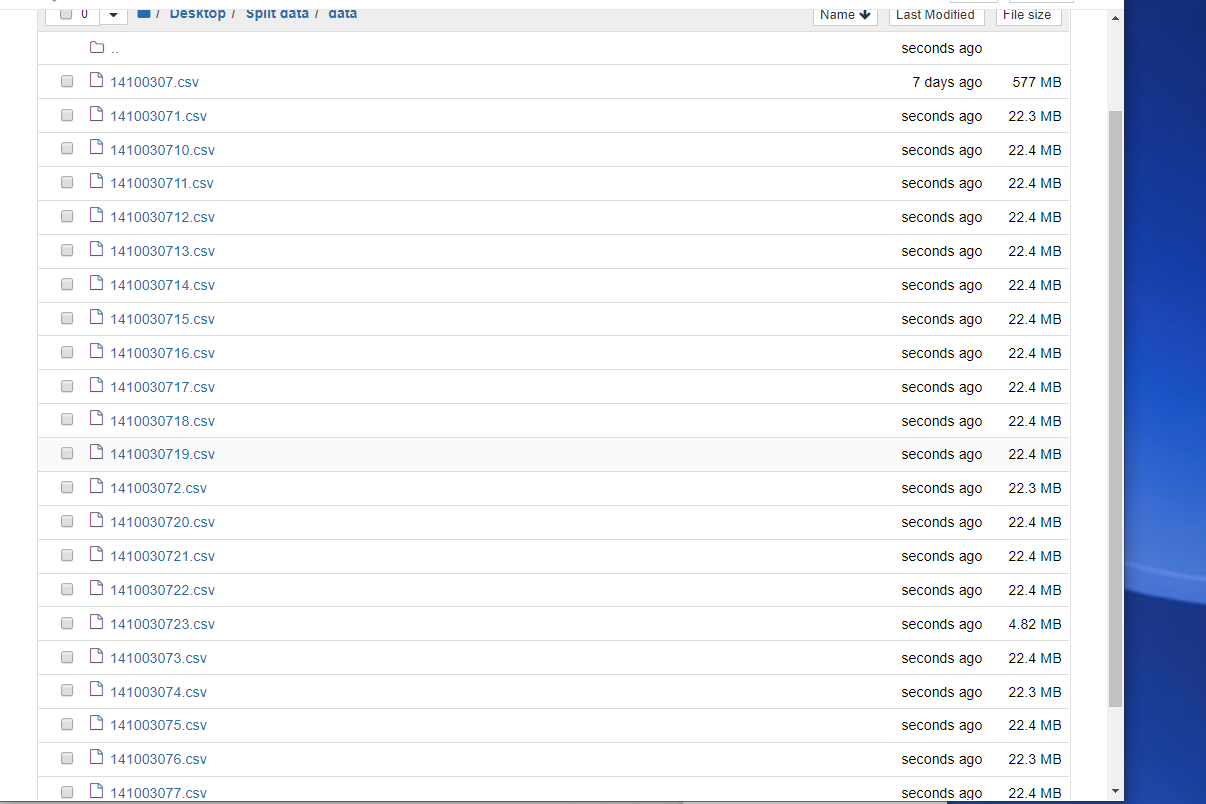 0 / Desktop / Split data / data Name Last Modified File size
.. seconds ago
14100307.csv 7 days ago 577 MB
141003071.csv seconds ago 22.3 MB
1410030710.csv seconds ago 22.4 MB
1410030711.csv seconds ago 22.4 MB
1410030712.csv seconds ago 22.4 MB
1410030713.csv seconds ago 22.4 MB
1410030714.csv seconds ago 22.4 MB
1410030715.csv seconds ago 22.4 MB
1410030716.csv seconds ago 22.4 MB
1410030717.csv seconds ago 22.4 MB
1410030718.csv seconds ago 22.4 MB
1410030719.csv seconds ago 22.4 MB
141003072.csv seconds ago 22.3 MB
1410030720.csv seconds ago 22.4 MB
1410030721.csv seconds ago 22.4 MB
1410030722.csv seconds ago 22.4 MB
1410030723.csv seconds ago 4.82 MB
141003073.csv seconds ago 22.4 MB
141003074.csv seconds ago 22.3 MB
141003075.csv seconds ago 22.4 MB
141003076.csv seconds ago 22.3 MB
141003077.csv seconds ago 22.4 MB